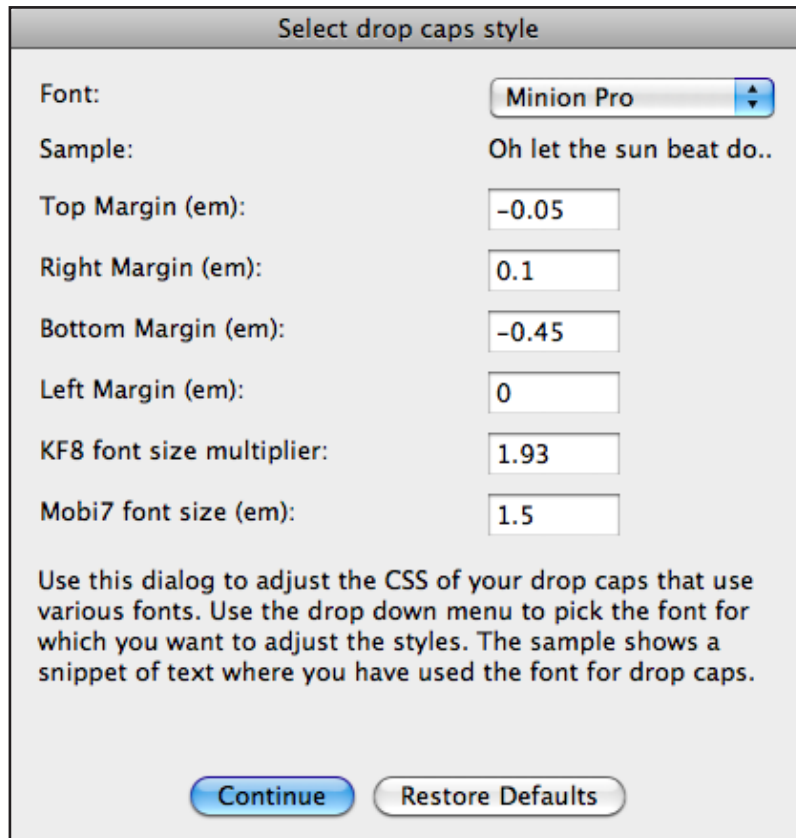 Select drop caps style
Font: Minion Pro
Sample: Oh let the sun beat do..
Top Margin (em): -0.05
Right Margin (em): 0.1
Bottom Margin (em): -0.45
Left Margin (em): 0
KF8 font size multiplier: 1.93
Mobi7 font size (em): 1.5
Use this dialog to adjust the CSS of your drop caps that use
various fonts. Use the drop down menu to pick the font for
which you want to adjust the styles. The sample shows a
snippet of text where you have used the font for drop caps.
Continue Restore Defaults